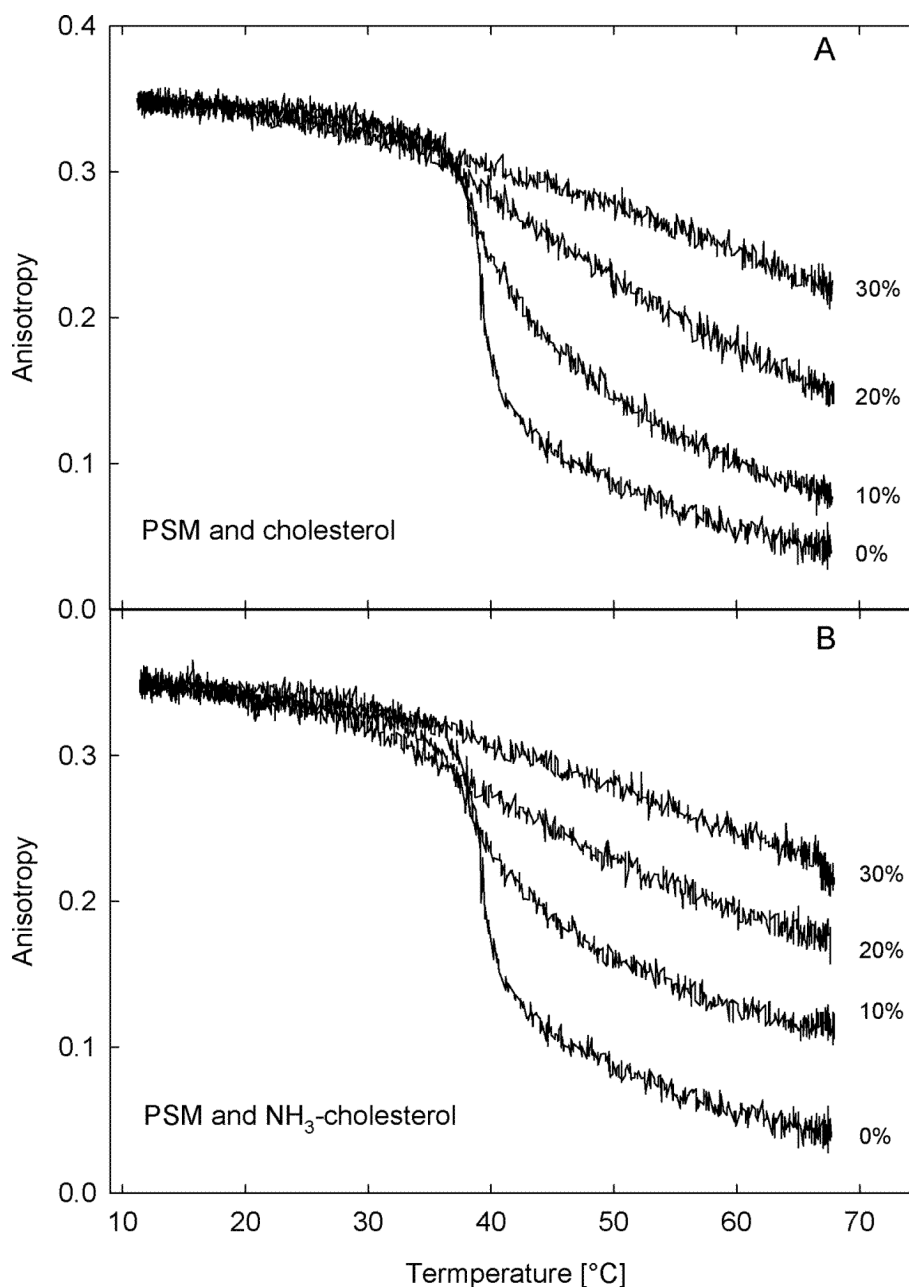 0.4
A
0.3
Anisotropy
0.2
0.1
0.0
30%
20%
10%
0%
PSM and cholesterol
B
0.3
Anisotropy
0.2
0.1
0.0
30%
20%
10%
0%
PSM and NH₃-cholesterol
10 20 30 40 50 60 70
Termperature [°C]